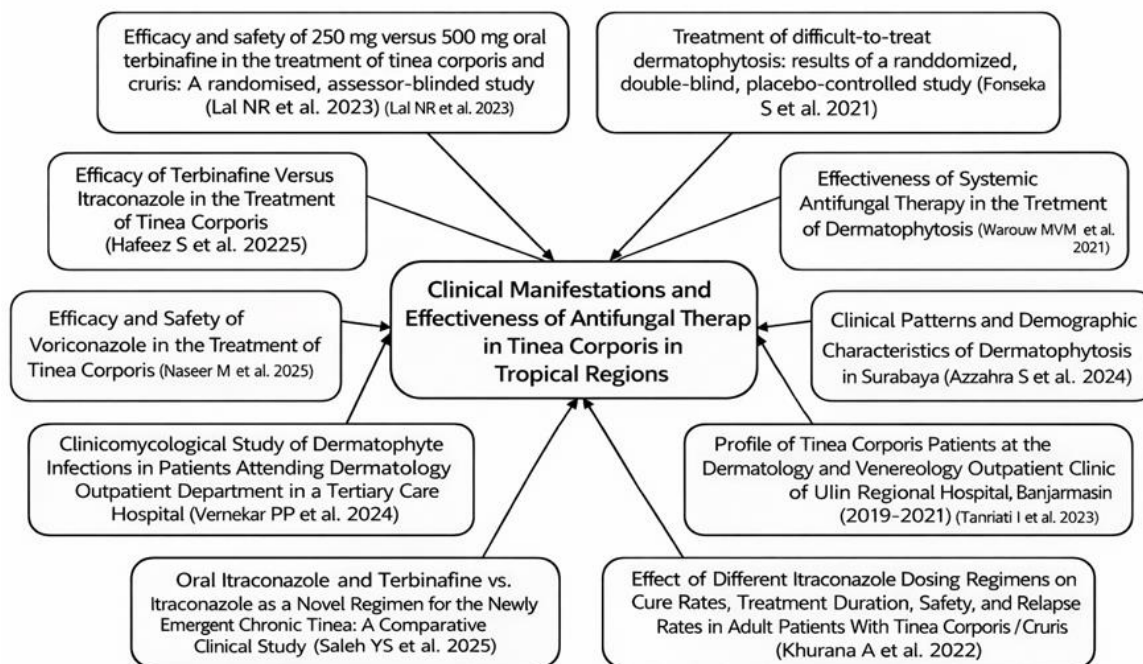 Efficacy and safety of 250 mg versus 500 mg oral
terbinafine in the treatment of tinea corporis and
cruris: A randomised, assessor-blinded study
(Lal NR et al. 2023) (Lal NR et al. 2023)
Treatment of difficult-to-treat
dermatophytosis: results of a randdomized,
double-blind, placebo-controlled study (Fonseka
S et al. 2021)
Efficacy of Terbinafine Versus
Itraconazole in the Treatment
of Tinea Corporis
(Hafeez S et al. 20225)
Effectiveness of Systemic
Antifungal Therapy in the Tretment
of Dermatophytosis (Warouw MVM et al.
2021)
Clinical Manifestations and
Effectiveness of Antifungal Therap
in Tinea Corporis in
Tropical Regions
Efficacy and Safety of
Voriconazole in the Treatment of
Tinea Corporis (Naseer M et al. 2025)
Clinical Patterns and Demographic
Characteristics of Dermatophytosis
in Surabaya (Azzahra S et al. 2024)
Clinicomycological Study of Dermatophyte
Infections in Patients Attending Dermatology
Outpatient Department in a Tertiary Care
Hospital (Vernekar PP et al. 2024)
Profile of Tinea Corporis Patients at the
Dermatology and Venereology Outpatient Clinic
of Ulin Regional Hospital, Banjarmasin
(2019-2021) (Tanriati I et al. 2023)
Oral Itraconazole and Terbinafine vs.
Itraconazole as a Novel Regimen for the Newly
Emergent Chronic Tinea: A Comparative
Clinical Study (Saleh YS et al. 2025)
Effect of Different Itraconazole Dosing Regimens on
Cure Rates, Treatment Duration, Safety, and Relapse
Rates in Adult Patients With Tinea Corporis/Cruris
(Khurana A et al. 2022)